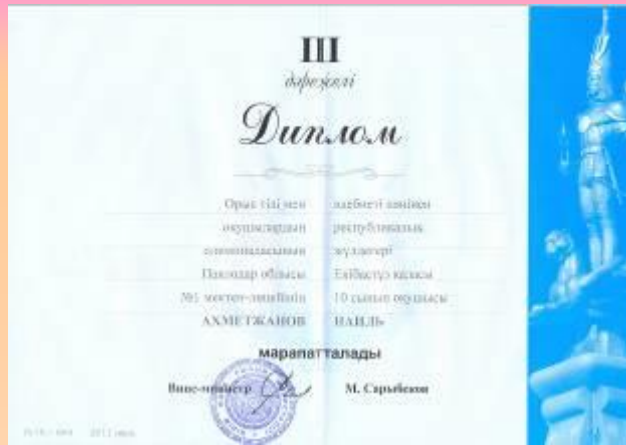 III
дәрежелі
Диплом
Орыс тілі мен әдебиеті пәнінен
оқушылардың республикалық
олимпиадасының жүлдегері
Павлодар облысы Екібастұз қаласы
№1 мектеп-лицейінің 10 сынып оқушысы
АХМЕТЖАНОВ НАИЛЬ
марапатталады
Вице-министр М. Сарыбеков